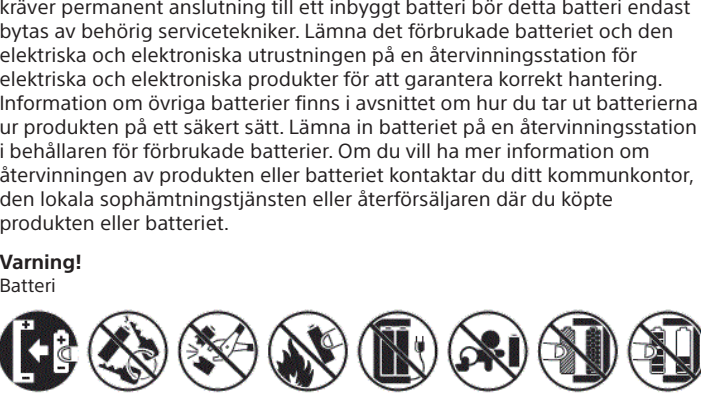 kräver permanent anslutning till ett inbyggt batteri bör detta batteri endast
bytas av behörig servicetekniker. Lämna det förbrukade batteriet och den
elektriska och elektroniska utrustningen på en återvinningsstation för
elektriska och elektroniska produkter för att garantera korrekt hantering.
Information om övriga batterier finns i avsnittet om hur du tar ut batterierna
ur produkten på ett säkert sätt. Lämna in batteriet på en återvinningsstation
i behållaren för förbrukade batterier. Om du vill ha mer information om
återvinningen av produkten eller batteriet kontaktar du ditt kommunkontor,
den lokala sophämtningstjänsten eller återförsäljaren där du köpte
produkten eller batteriet.
Varning!
Batteri